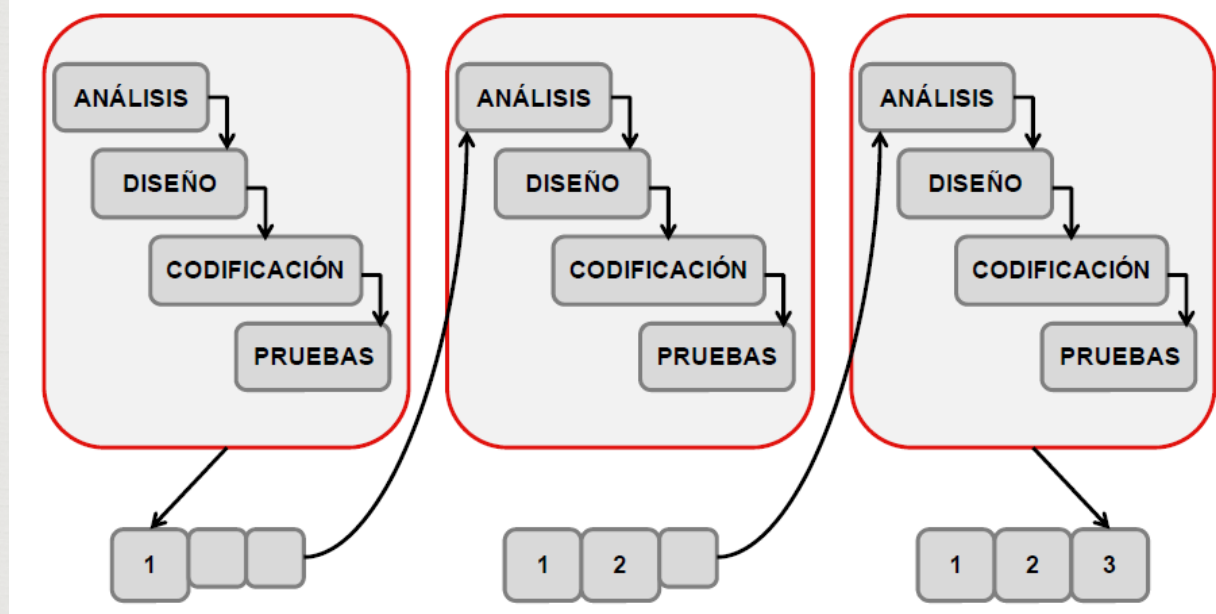 ANÁLISIS
DISEÑO
CODIFICACIÓN
PRUEBAS
ANÁLISIS
DISEÑO
CODIFICACIÓN
PRUEBAS
ANÁLISIS
DISEÑO
CODIFICACIÓN
PRUEBAS
1
1 2
1 2 3